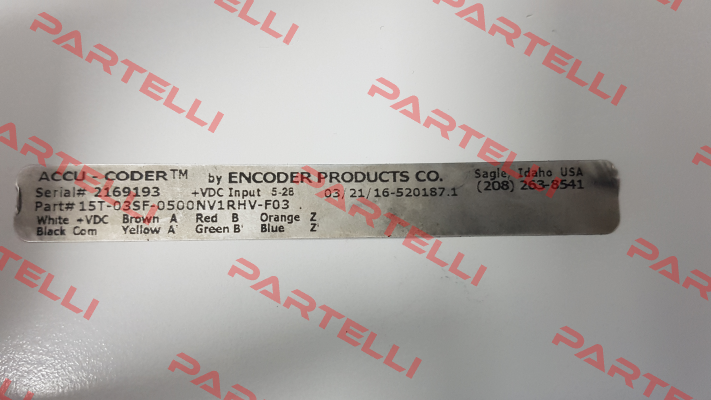 ACCU - CODER™ by ENCODER PRODUCTS CO. Sagle, Idaho USA
Serial# 2169193 +VDC Input 5-28 03/21/16-520187.1 (208) 263-8541
Part# 15T-03SF-0500NV1RHV-F03
White +VDC Brown A Red B Orange Z
Black Com Yellow A' Green B' Blue Z'
PARTELLI
PARTELLI
PARTELLI
PARTELLI
PARTELLI
PARTELLI
PARTELLI
PARTELLI